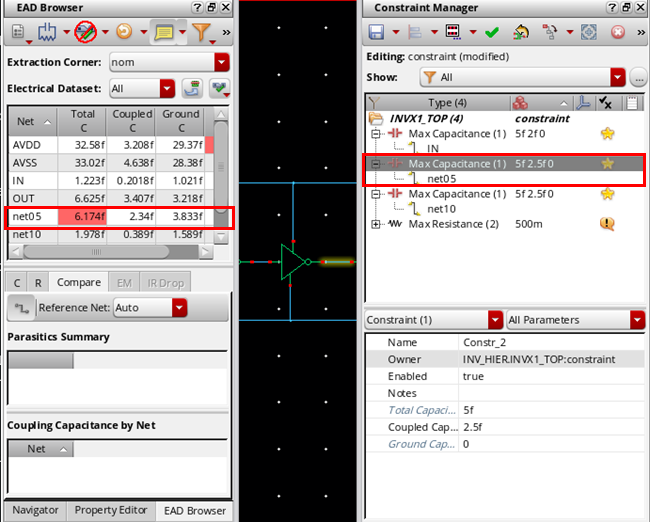 EAD Browser
»
Extraction Corner: nom
Electrical Dataset: All
Net Total C Coupled C Ground C
AVDD 32.58f 3.208f 29.37f
AVSS 33.02f 4.638f 28.38f
IN 1.223f 0.2018f 1.021f
OUT 6.625f 3.407f 3.218f
net05 6.174f 2.34f 3.833f
net10 1.978f 0.389f 1.589f
C R Compare EM IR Drop
Reference Net: Auto
Parasitics Summary
Coupling Capacitance by Net
Net
Navigator Property Editor EAD Browser
Constraint Manager
»
Editing: constraint (modified)
Show: All ...
Type (4)
INVX1_TOP (4) constraint
Max Capacitance (1) 5f 2f 0
IN
Max Capacitance (1) 5f 2.5f 0
net05
Max Capacitance (1) 5f 2.5f 0
net10
Max Resistance (2) 500m
Constraint (1) All Parameters
Name Constr_2
Owner INV_HIER.INVX1_TOP:constraint
Enabled true
Notes
Total Capaci... 5f
Coupled Cap... 2.5f
Ground Cap... 0